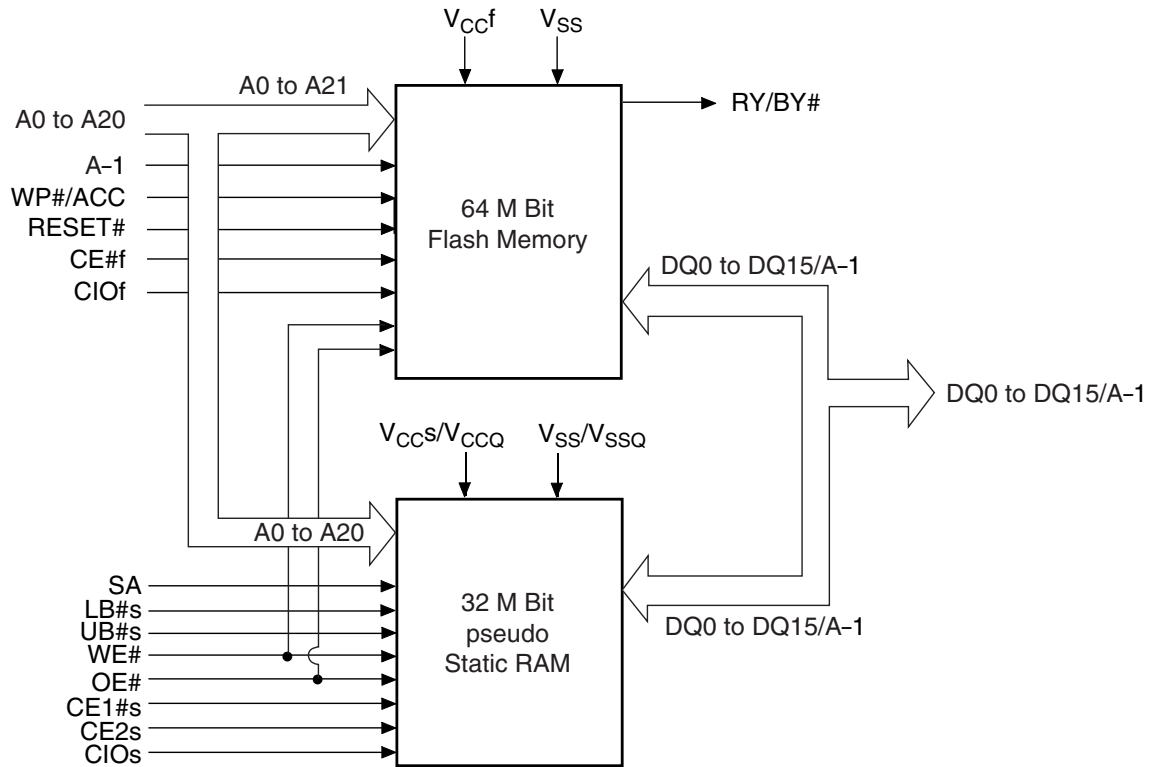 VCCf
VSS
A0 to A21
A0 to A20
RY/BY#
A–1
WP#/ACC
RESET#
CE#f
CIOf
64 M Bit
Flash Memory
DQ0 to DQ15/A–1
DQ0 to DQ15/A–1
VCCs/VCCQ
VSS/VSSQ
A0 to A20
SA
LB#s
UB#s
WE#
OE#
CE1#s
CE2s
CIOs
32 M Bit
pseudo
Static RAM
DQ0 to DQ15/A–1